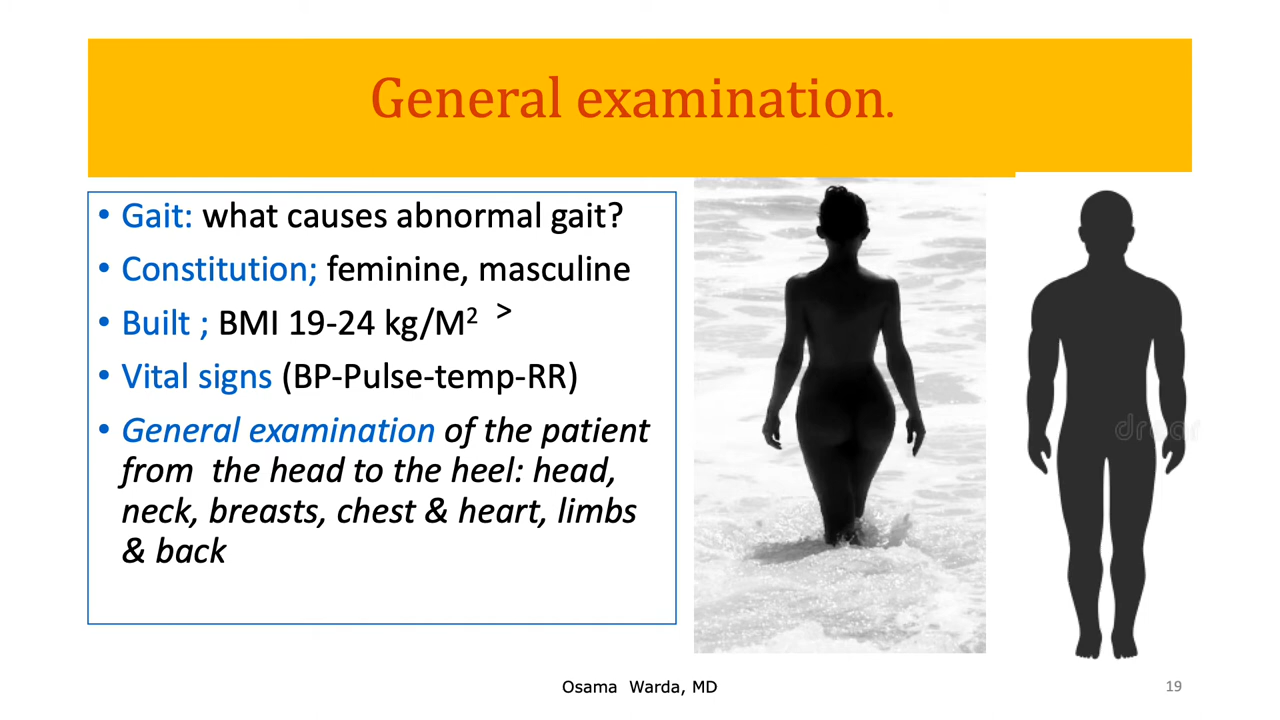 General examination.
• Gait: what causes abnormal gait?
• Constitution; feminine, masculine
• Built ; BMI 19-24 kg/M² >
• Vital signs (BP-Pulse-temp-RR)
• General examination of the patient
from the head to the heel: head,
neck, breasts, chest & heart, limbs
& back
Osama Warda, MD
19